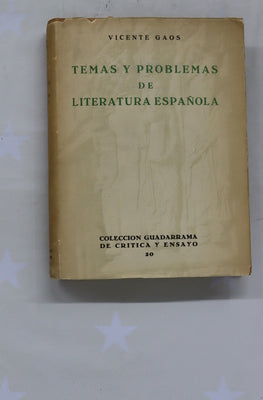 VICENTE GAOS
TEMAS Y PROBLEMAS
DE
LITERATURA ESPAÑOLA
COLECCION GUADARRAMA
DE CRITICA Y ENSAYO
20